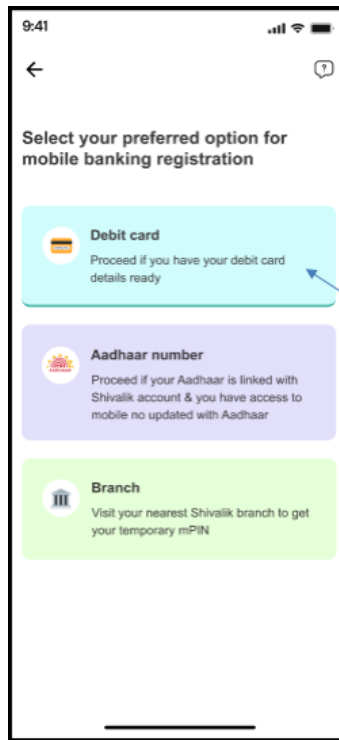 9:41
Select your preferred option for
mobile banking registration
Debit card
Proceed if you have your debit card
details ready
Aadhaar number
Proceed if your Aadhaar is linked with
Shivalik account & you have access to
mobile no updated with Aadhaar
AADHAAR
Branch
Visit your nearest Shivalik branch to get
your temporary mPIN